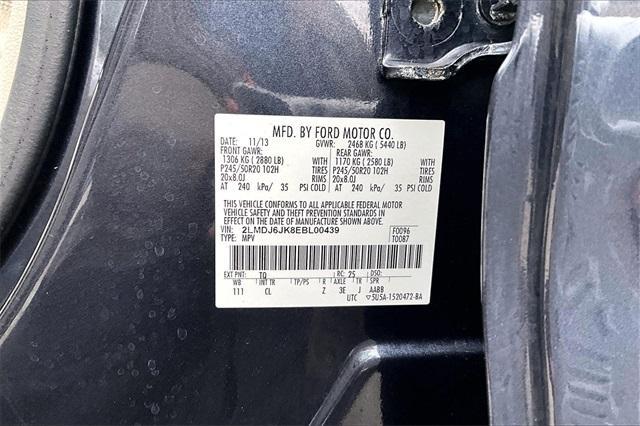 MFD. BY FORD MOTOR CO.
DATE: 11/13 GVWR: 2468 KG ( 5440 LB)
FRONT GAWR: REAR GAWR:
1306 KG (2880 LB) WITH 1170 KG (2580 LB) WITH
P245/50R20 102H TIRES P245/50R20 102H TIRES
20x8.0J RIMS 20x8.0J RIMS
AT 240 kPa/ 35 PSI COLD AT 240 kPa/ 35 PSI COLD
THIS VEHICLE CONFORMS TO ALL APPLICABLE FEDERAL MOTOR
VEHICLE SAFETY AND THEFT PREVENTION STANDARDS IN
EFFECT ON THE DATE OF MANUFACTURE SHOWN ABOVE.
VIN: 2LMDJ6JK8EBL00439 F0096
TYPE: MPV T0087
EXT PNT: TQ RC: 25 DSO:
WB INT TR TP/PS R AXLE TR SPR
111 CL Z 3E J AABB
UTC ▽5U5A-1520472-BA